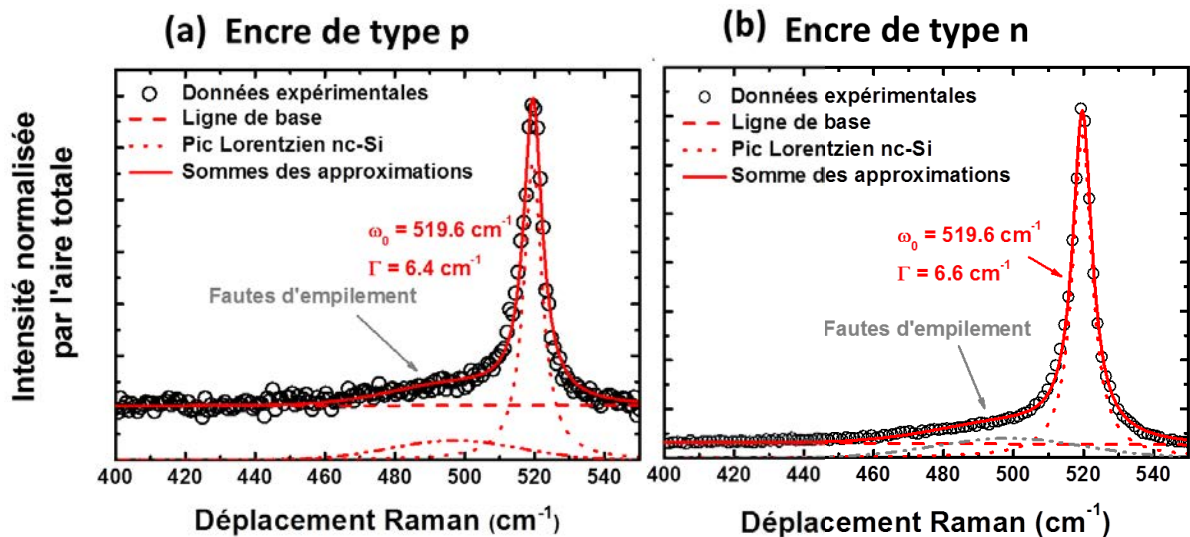 (a) Encre de type p
Données expérimentales
Ligne de base
Pic Lorentzien nc-Si
Sommes des approximations
ω₀ = 519.6 cm⁻¹
Γ = 6.4 cm⁻¹
Fautes d'empilement
400 420 440 460 480 500 520 540
Déplacement Raman (cm⁻¹)
Intensité normalisée
par l'aire totale
(b) Encre de type n
Données expérimentales
Ligne de base
Pic Lorentzien nc-Si
Somme des approximations
ω₀ = 519.6 cm⁻¹
Γ = 6.6 cm⁻¹
Fautes d'empilement
400 420 440 460 480 500 520 540
Déplacement Raman (cm⁻¹)